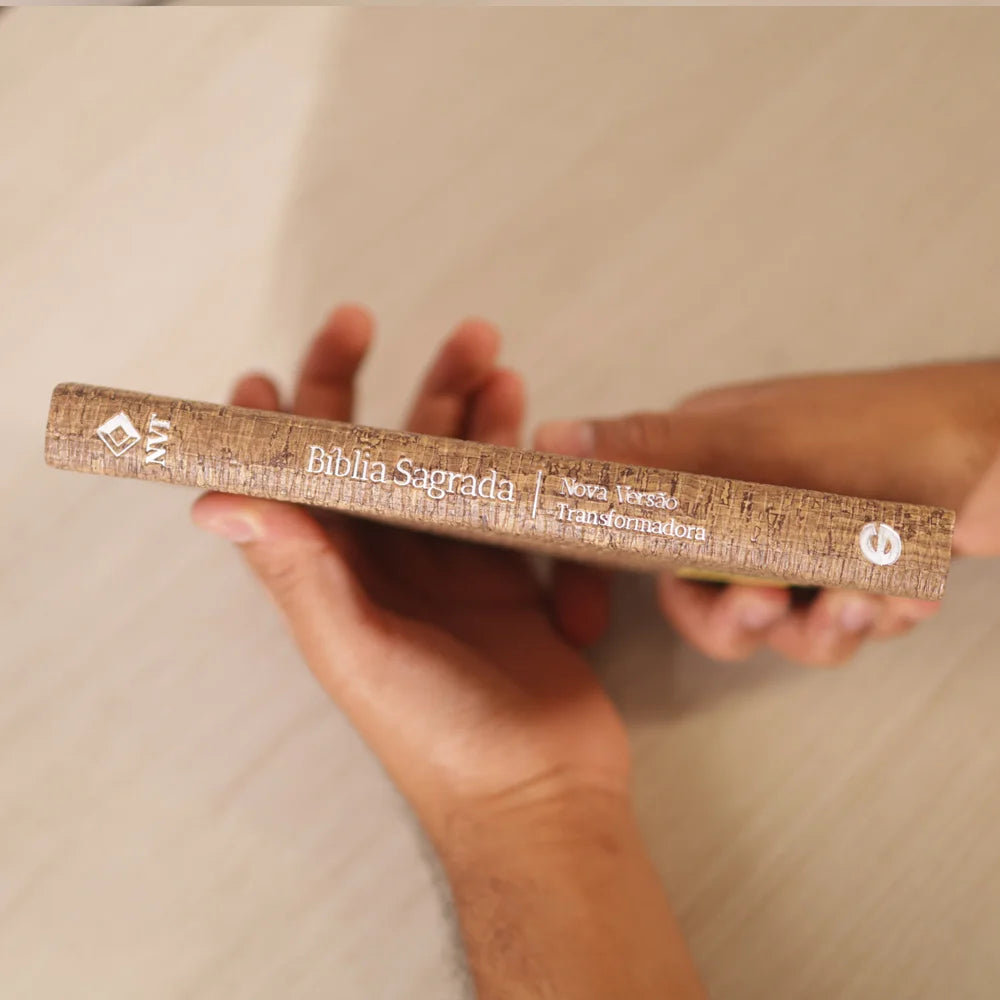 NVT
Bíblia Sagrada
Nova Versão
Transformadora
e